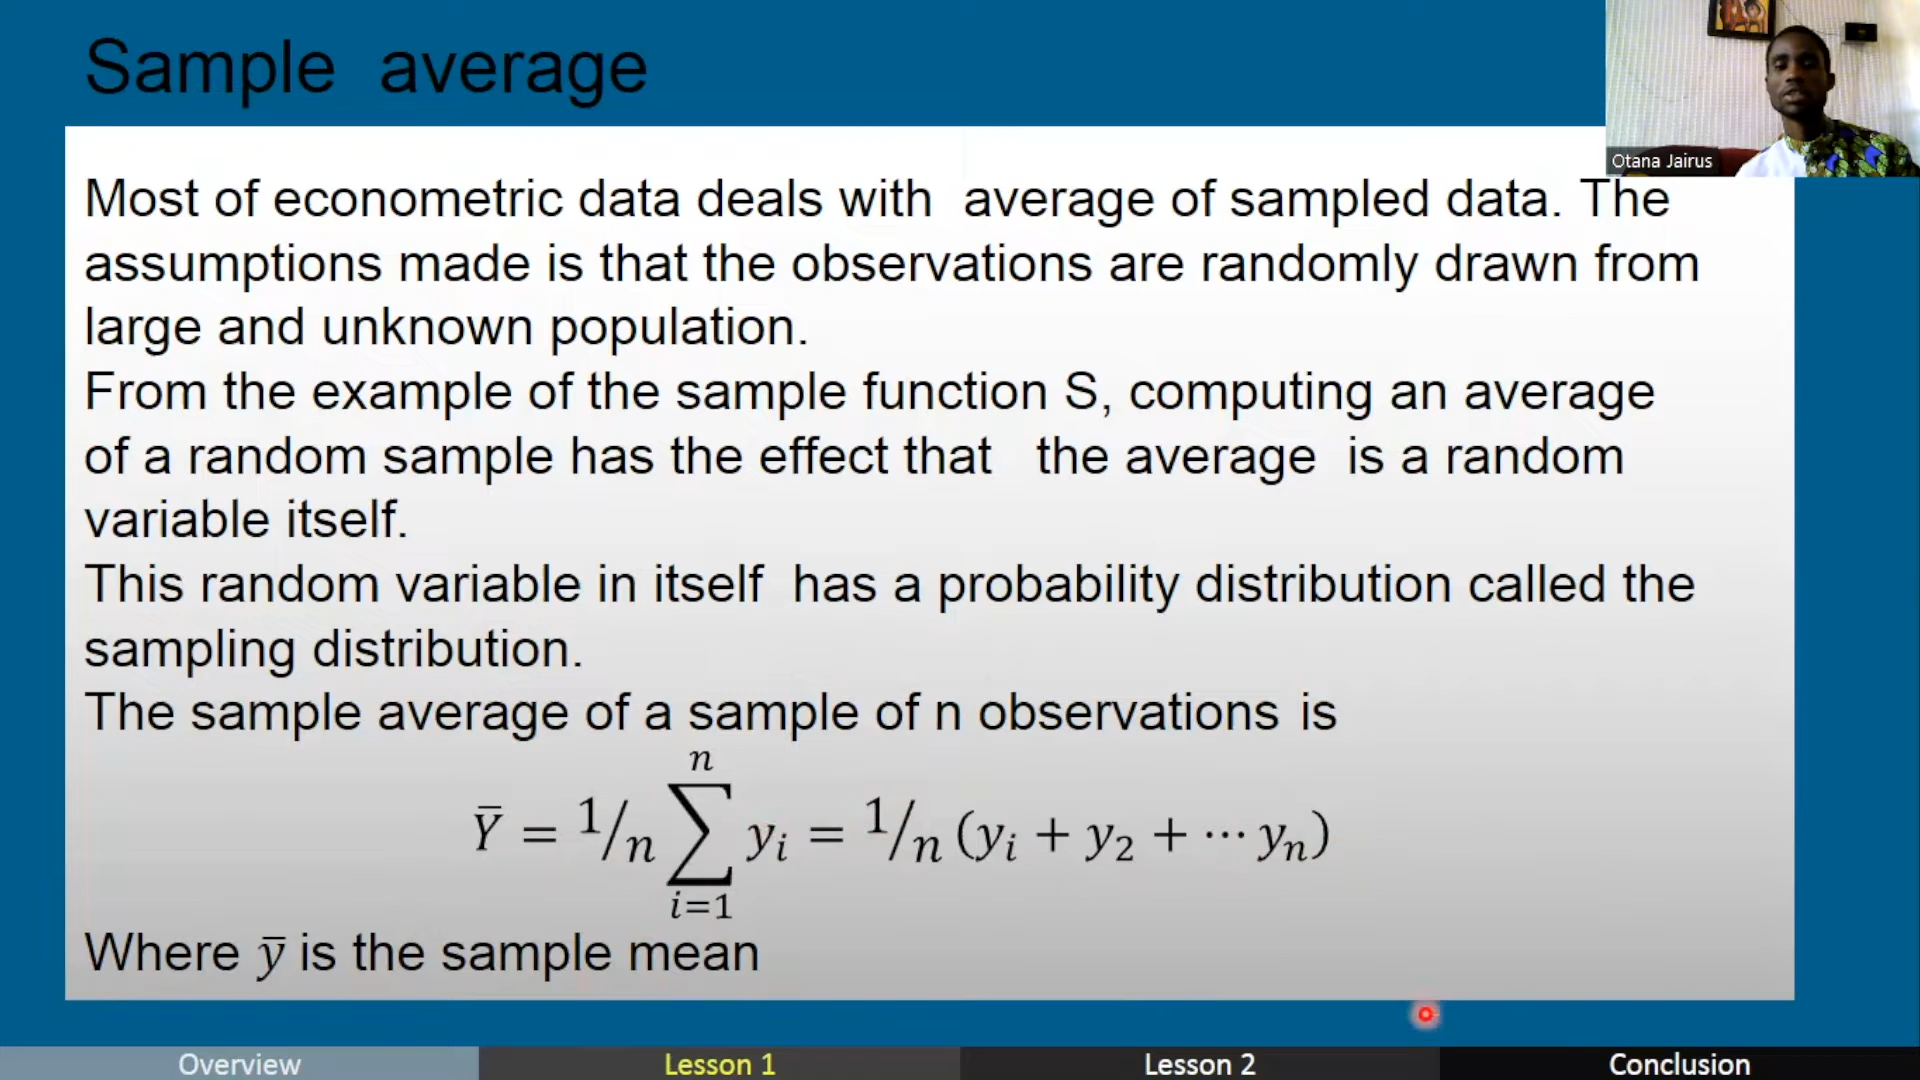 Sample average
Otana Jairus
Most of econometric data deals with average of sampled data. The
assumptions made is that the observations are randomly drawn from
large and unknown population.
From the example of the sample function S, computing an average
of a random sample has the effect that the average is a random
variable itself.
This random variable in itself has a probability distribution called the
sampling distribution.
The sample average of a sample of n observations is
Ȳ = 1/n ∑_{i=1}^{n} yᵢ = 1/n (yᵢ + y₂ + ⋯ yₙ)
Where ȳ is the sample mean
Overview Lesson 1 Lesson 2 Conclusion